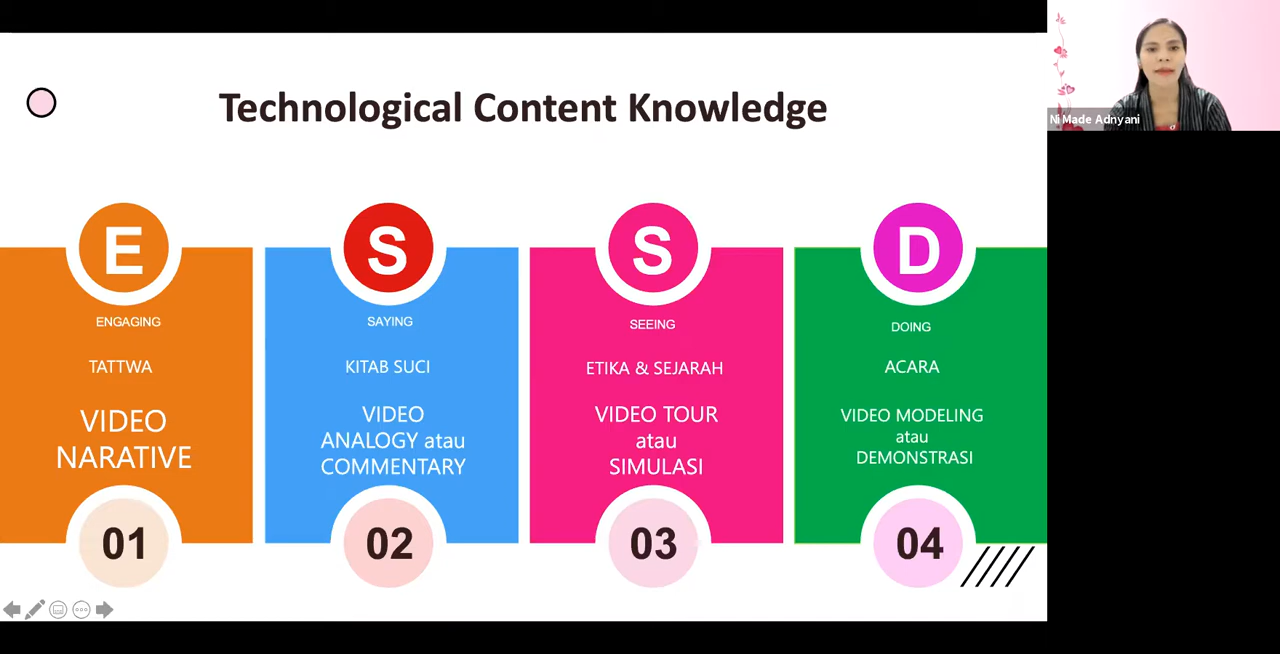 Technological Content Knowledge
Ni Made Adnyani
E
ENGAGING
TATTWA
VIDEO
NARATIVE
01
S
SAYING
KITAB SUCI
VIDEO
ANALOGY atau
COMMENTARY
02
S
SEEING
ETIKA & SEJARAH
VIDEO TOUR
atau
SIMULASI
03
D
DOING
ACARA
VIDEO MODELING
atau
DEMONSTRASI
04